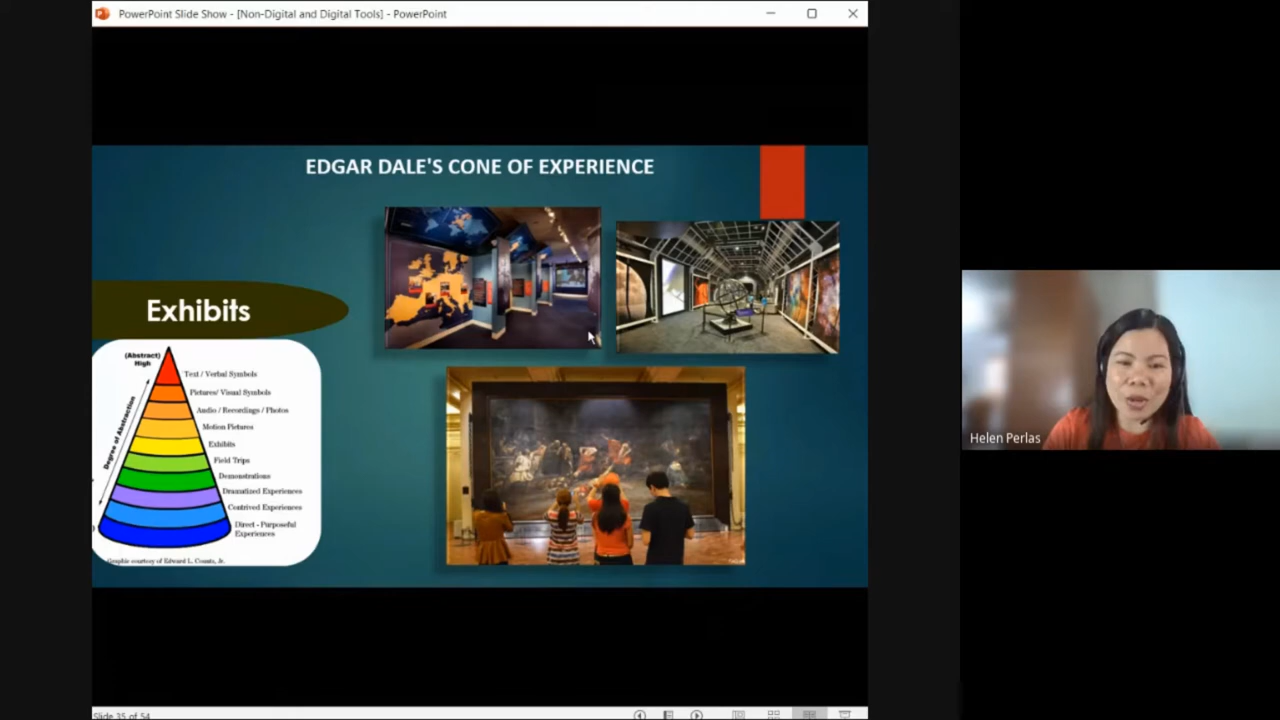 PowerPoint Slide Show - [Non-Digital and Digital Tools] - PowerPoint
EDGAR DALE'S CONE OF EXPERIENCE
Exhibits
(Abstract)
High
Degree of Abstraction
Text / Verbal Symbols
Pictures/ Visual Symbols
Audio / Recordings / Photos
Motion Pictures
Exhibits
Field Trips
Demonstrations
Dramatized Experiences
Contrived Experiences
Direct - Purposeful
Experiences
)
Graphic courtesy of Edward L. Counts, Jr.
Helen Perlas
Slide 35 of 54